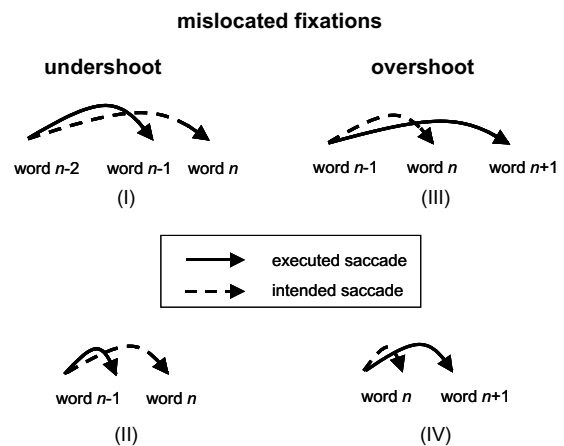 mislocated fixations
undershoot overshoot
word n-2 word n-1 word n
(I)
word n-1 word n word n+1
(III)
executed saccade
intended saccade
word n-1 word n
(II)
word n word n+1
(IV)